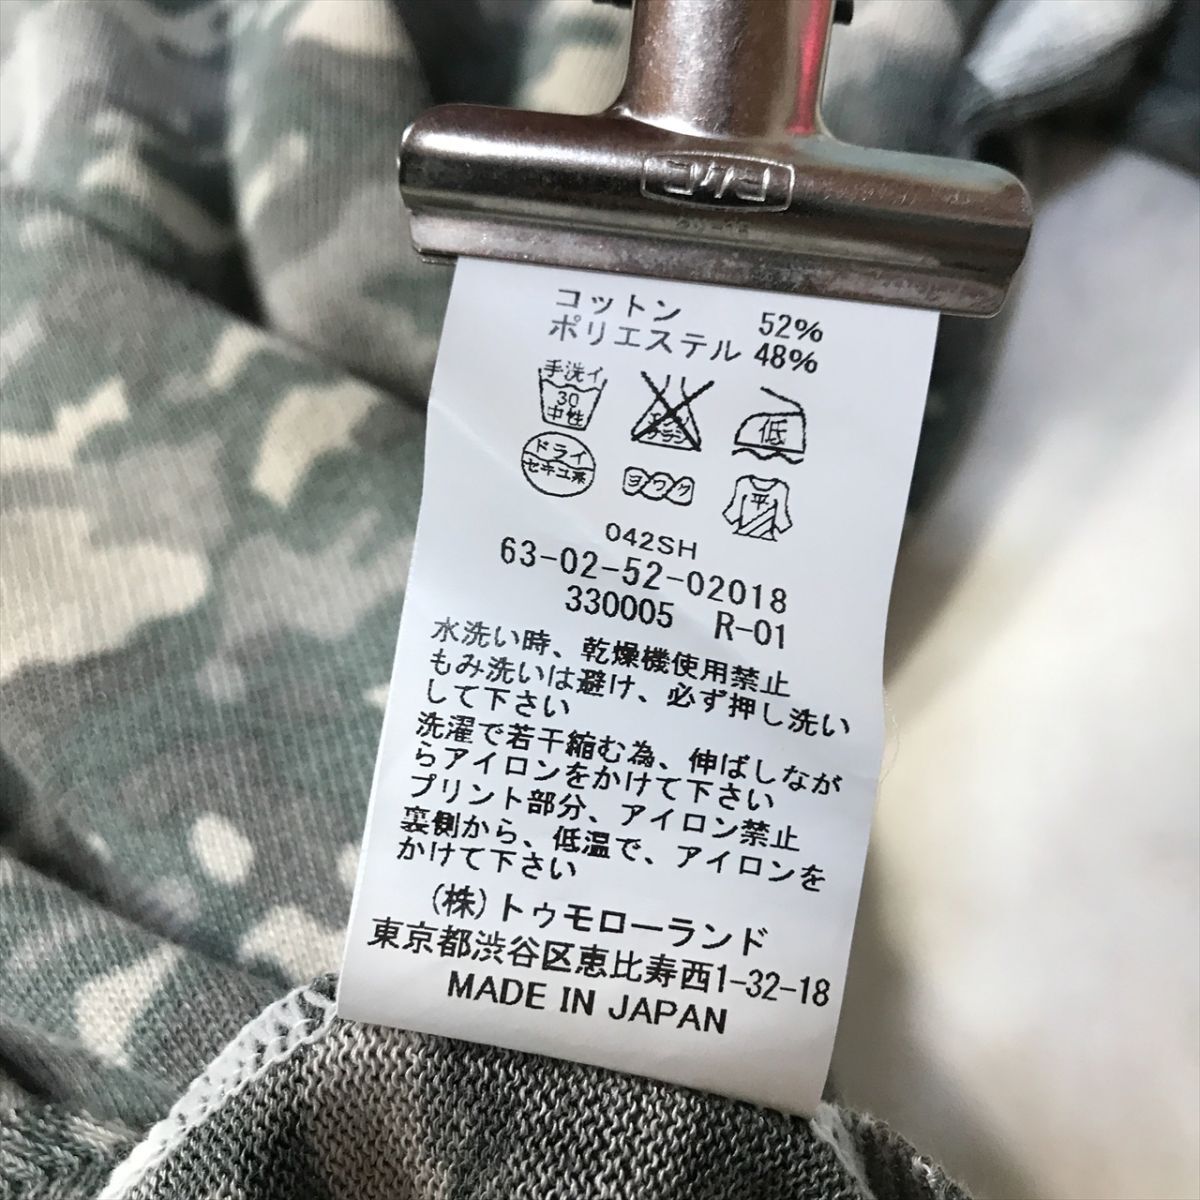 コットン 52%
ポリエステル 48%
手洗イ
30
中性
エンソ
サラシ
低
ドライ
セキユ系
ヨワク
平
042SH
63-02-52-02018
330005 R-01
水洗い時、乾燥機使用禁止
もみ洗いは避け、必ず押し洗い
して下さい
洗濯で若干縮む為、伸ばしなが
らアイロンをかけて下さい
プリント部分、アイロン禁止
裏側から、低温で、アイロンを
かけて下さい
(株)トゥモローランド
東京都渋谷区恵比寿西1-32-18
MADE IN JAPAN